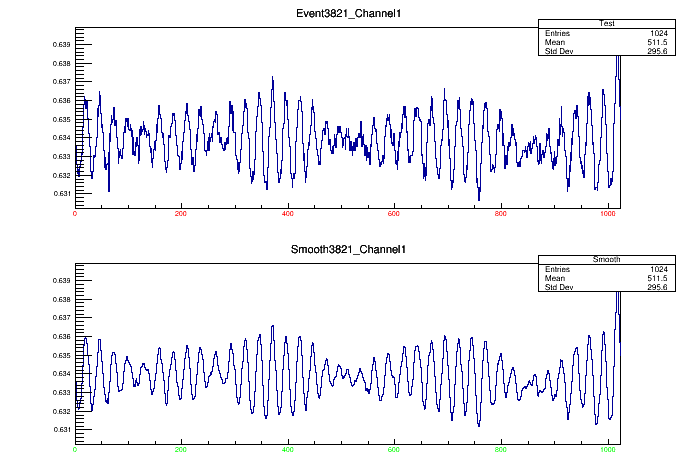 Event3821_Channel1
Test
Entries 1024
Mean 511.5
Std Dev 295.6
0.639
0.638
0.637
0.636
0.635
0.634
0.633
0.632
0.631
0 200 400 600 800 1000
Smooth3821_Channel1
Smooth
Entries 1024
Mean 511.5
Std Dev 295.6
0.639
0.638
0.637
0.636
0.635
0.634
0.633
0.632
0.631
0 200 400 600 800 1000